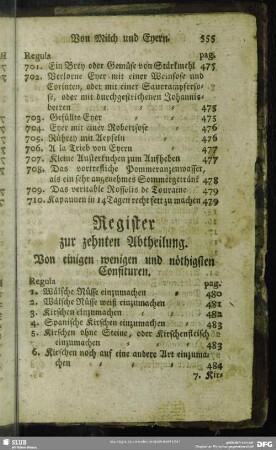 Von Milch und Eyern. 555
Regula pag.
701. Ein Brey oder Gemüse von Stärkmehl 475
702. Verlorne Eyer mit einer Weinsose und
Corinten, oder mit einer Sauerampferso-
se, oder mit durchgestrichenen Johannis-
beeren 475
703. Gefüllte Eyer 475
704. Eyer mit einer Robertsose 476
705. Rühren mit Aepfeln 476
706. A la Trieb von Eyern 477
707. Kleine Austerkuchen zum Aufheben 477
708. Das vortrefliche Pommeranzenwasser,
als ein sehr angenehmes Sommergetränk 478
709. Das veritable Rossolis de Touraine 479
710. Kapaunen in 14 Tagen recht fett zu machen 479
Register
zur zehnten Abtheilung.
Von einigen wenigen und nöthigsten
Confituren.
Regula pag.
1. Wälsche Nüsse einzumachen 480
2. Wälsche Nüsse weiß einzumachen 481
3. Kirschen einzumachen 482
4. Spanische Kirschen einzumachen 483
5. Kirschen ohne Steine, oder Kirschenfleisch
einzumachen 483
6. Kirschen noch auf eine andere Art einzuma-
chen 484
7. Kir-
SLUB
DFG